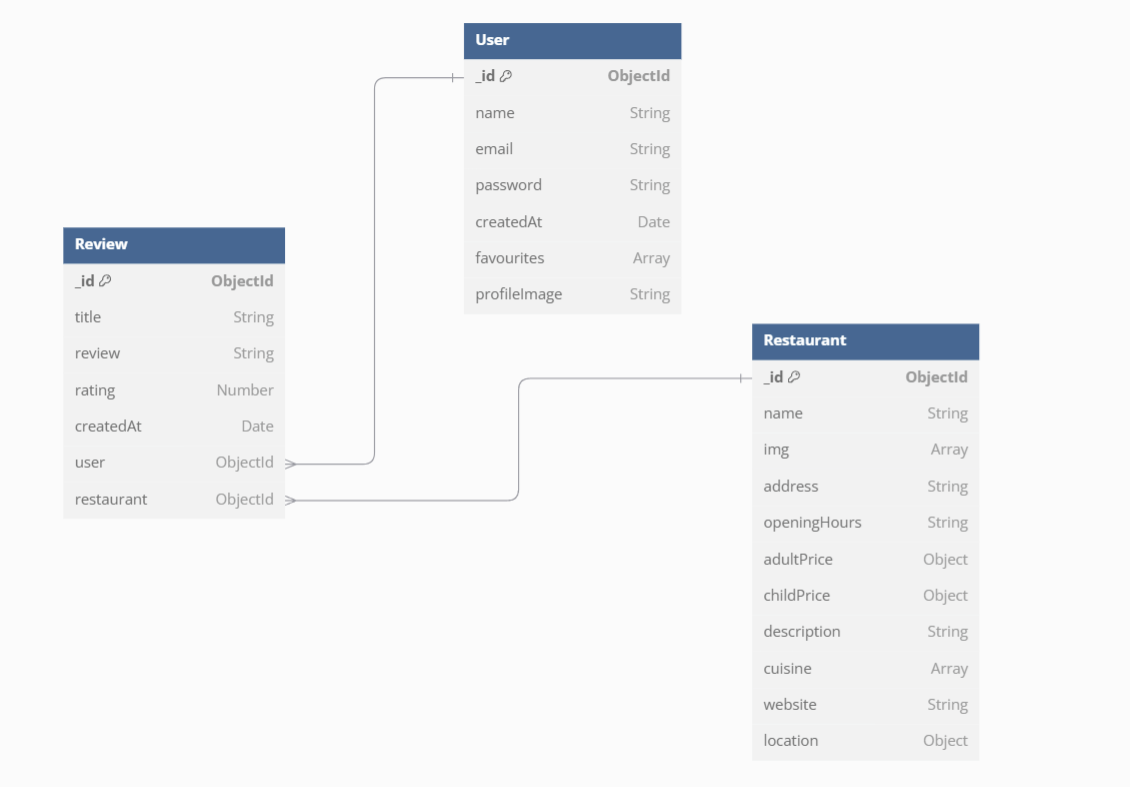 User
_id ObjectId
name String
email String
password String
createdAt Date
favourites Array
profileImage String
Review
_id ObjectId
title String
review String
rating Number
createdAt Date
user ObjectId
restaurant ObjectId
Restaurant
_id ObjectId
name String
img Array
address String
openingHours String
adultPrice Object
childPrice Object
description String
cuisine Array
website String
location Object